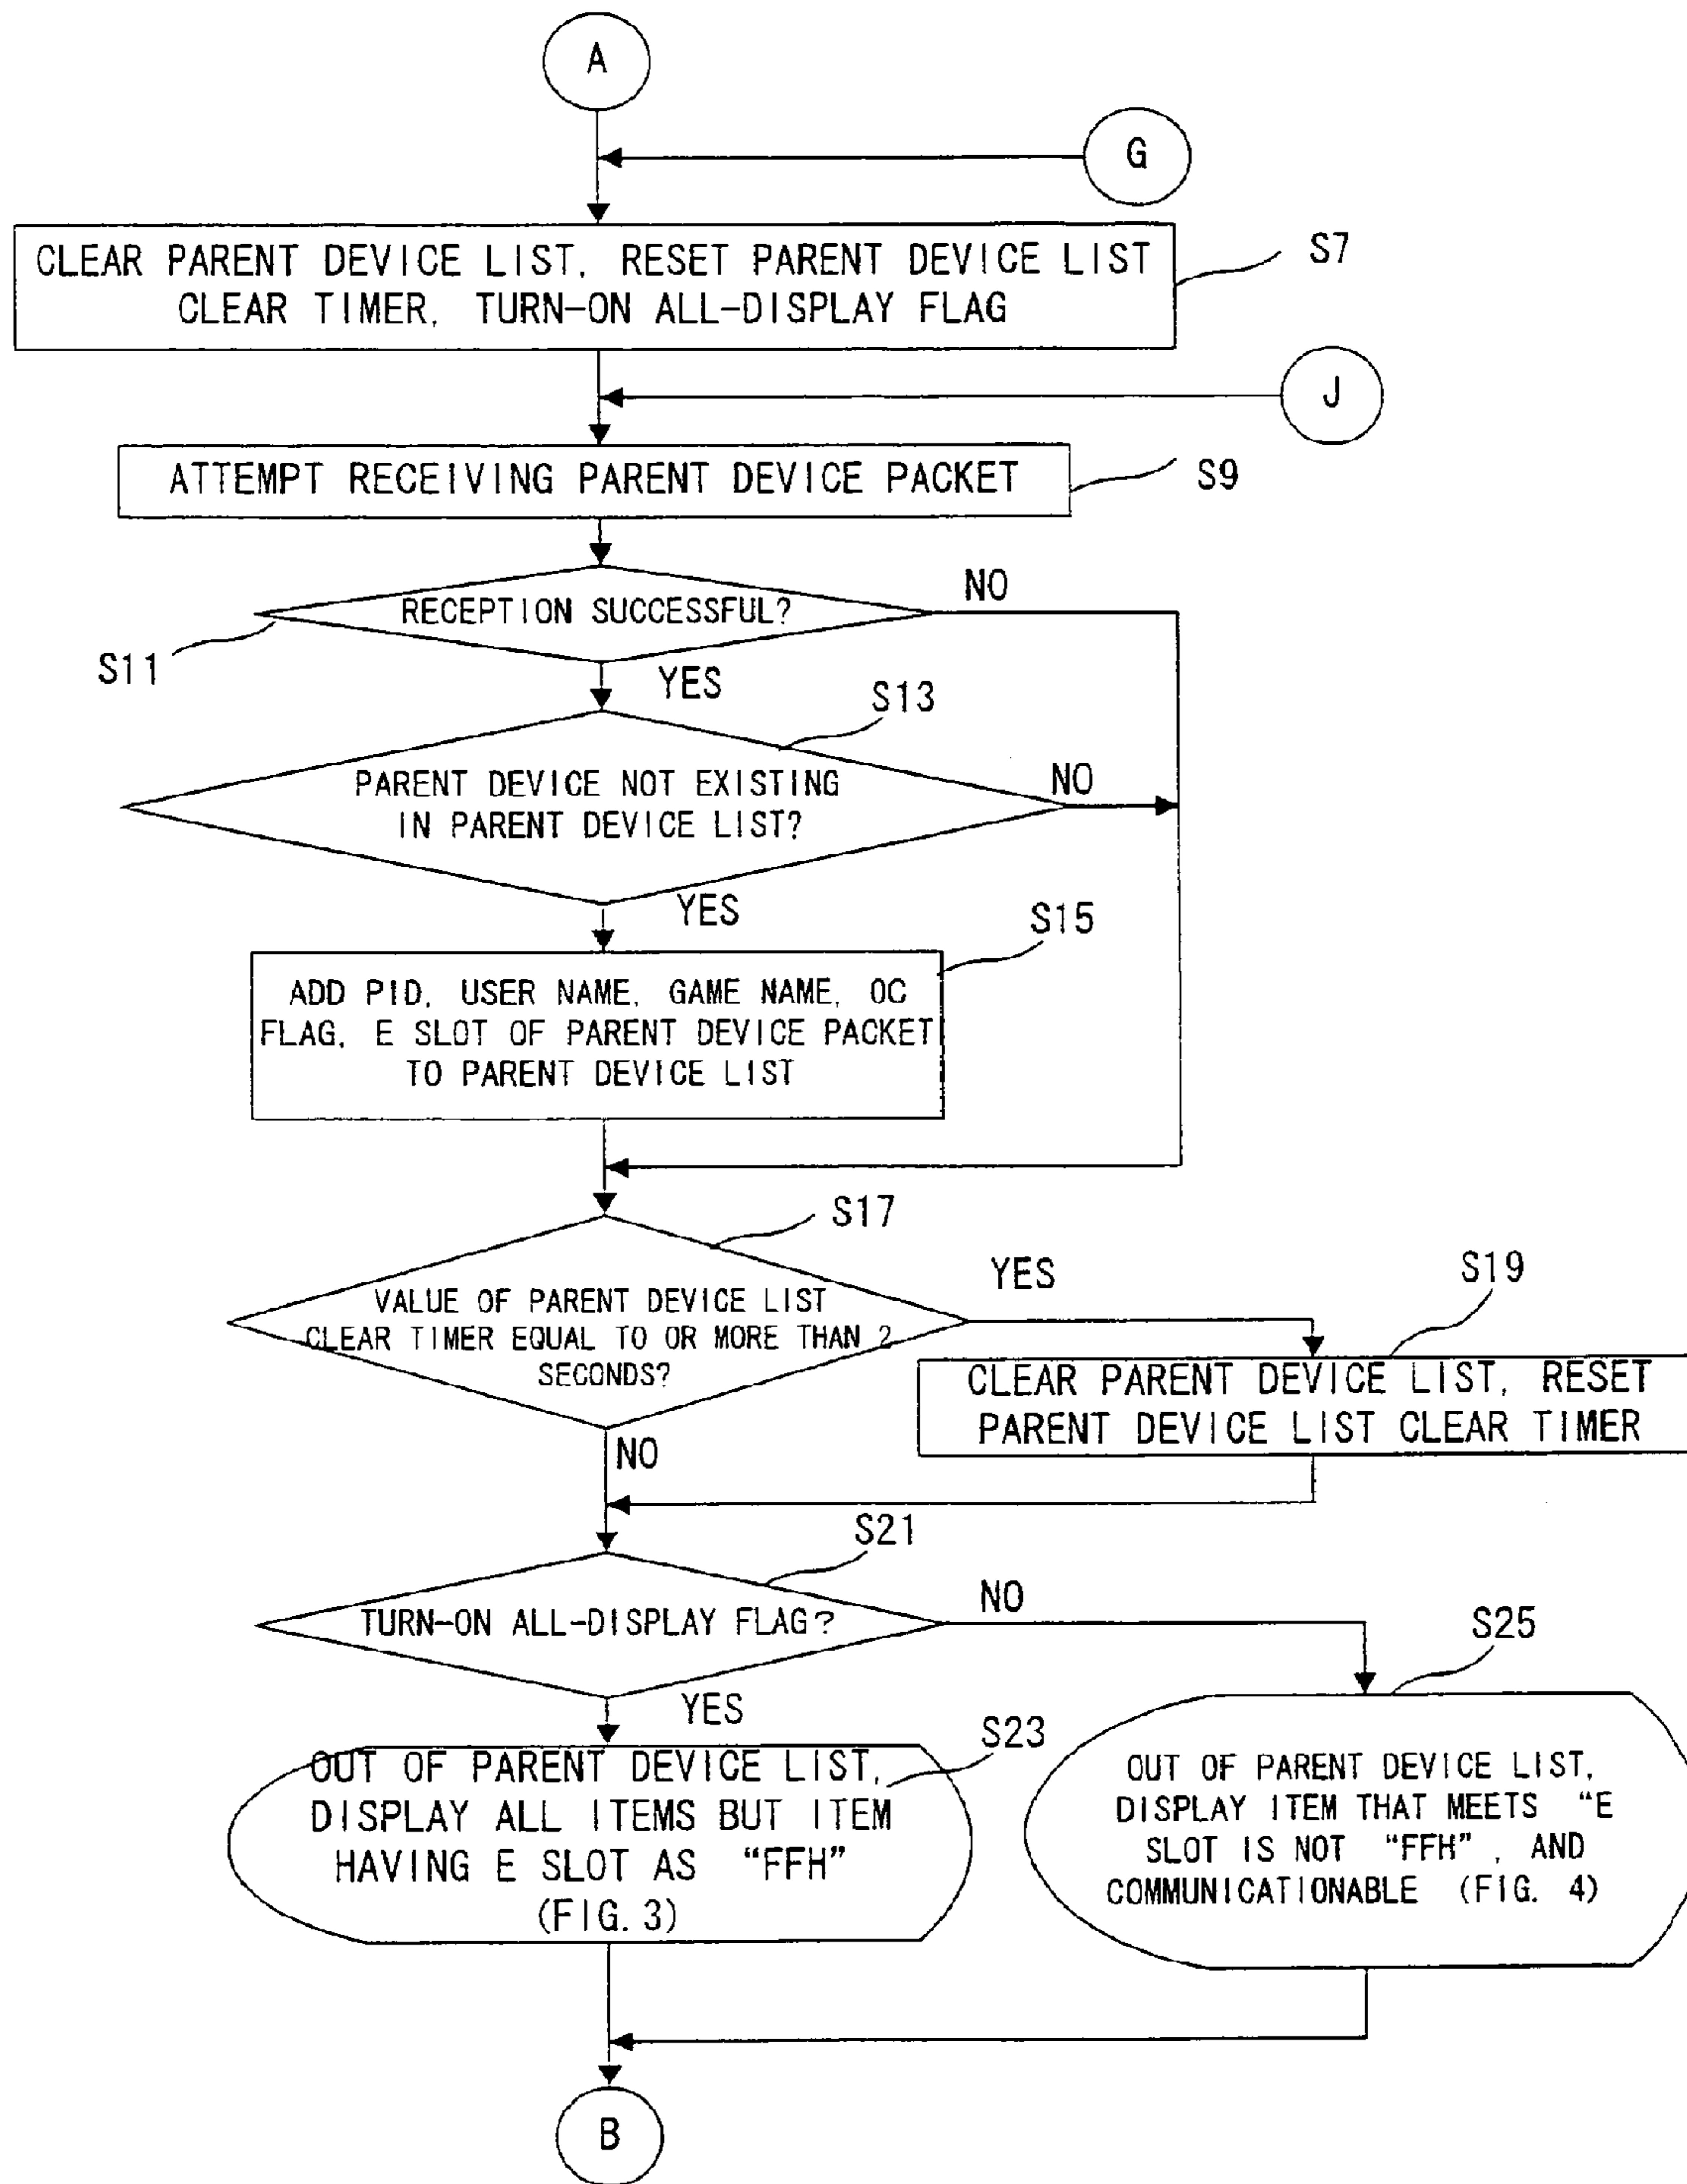 A
G
CLEAR PARENT DEVICE LIST, RESET PARENT DEVICE LIST
CLEAR TIMER, TURN-ON ALL-DISPLAY FLAG
S7
J
ATTEMPT RECEIVING PARENT DEVICE PACKET
S9
RECEPTION SUCCESSFUL?
NO
S11
YES
S13
PARENT DEVICE NOT EXISTING
IN PARENT DEVICE LIST?
NO
YES
S15
ADD PID, USER NAME, GAME NAME, OC
FLAG, E SLOT OF PARENT DEVICE PACKET
TO PARENT DEVICE LIST
S17
VALUE OF PARENT DEVICE LIST
CLEAR TIMER EQUAL TO OR MORE THAN 2
SECONDS?
YES
S19
CLEAR PARENT DEVICE LIST, RESET
PARENT DEVICE LIST CLEAR TIMER
NO
S21
TURN-ON ALL-DISPLAY FLAG?
NO
YES
S23
OUT OF PARENT DEVICE LIST,
DISPLAY ALL ITEMS BUT ITEM
HAVING E SLOT AS “FFH”
(FIG. 3)
S25
OUT OF PARENT DEVICE LIST,
DISPLAY ITEM THAT MEETS “E
SLOT IS NOT “FFH”, AND
COMMUNICATIONABLE (FIG. 4)
B